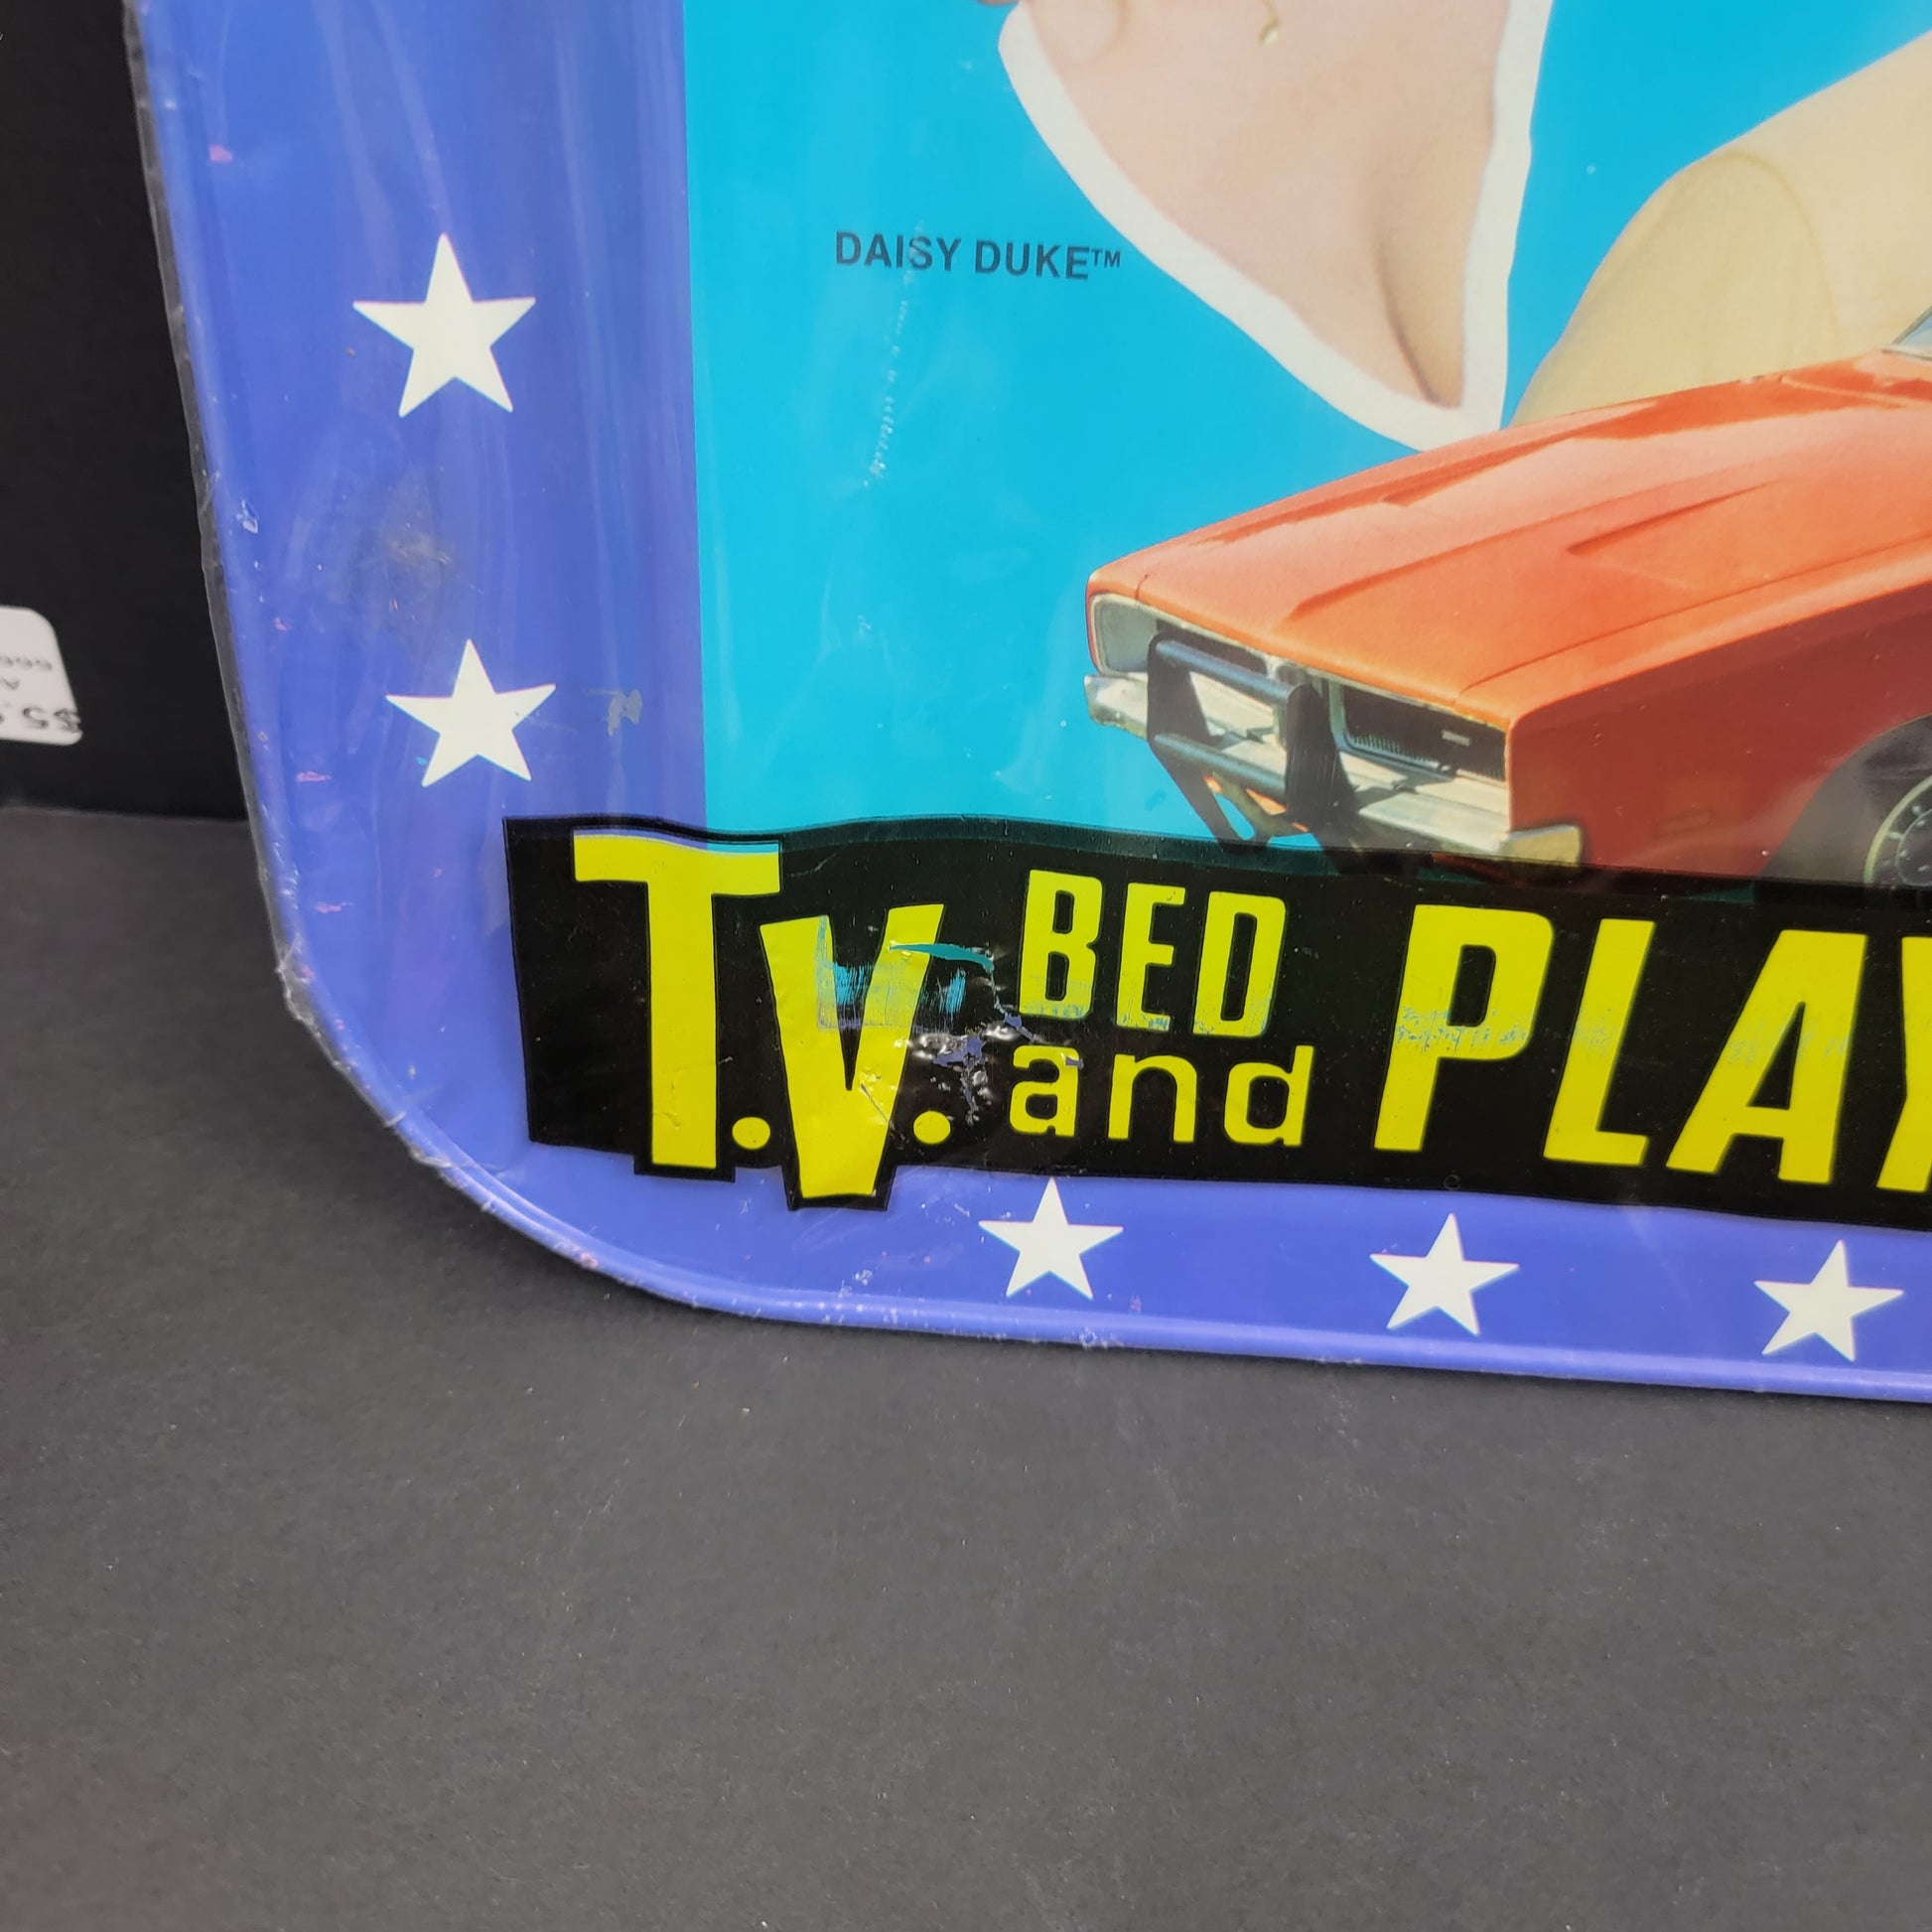 DAISY DUKE™
T.V. BED and PLAY